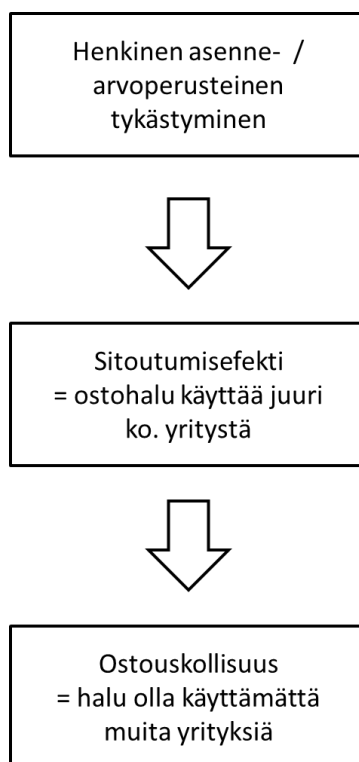 Henkinen asenne- /
arvoperusteinen
tykästyminen
Sitoutumisefekti
= ostohalu käyttää juuri
ko. yritystä
Ostouskollisuus
= halu olla käyttämättä
muita yrityksiä